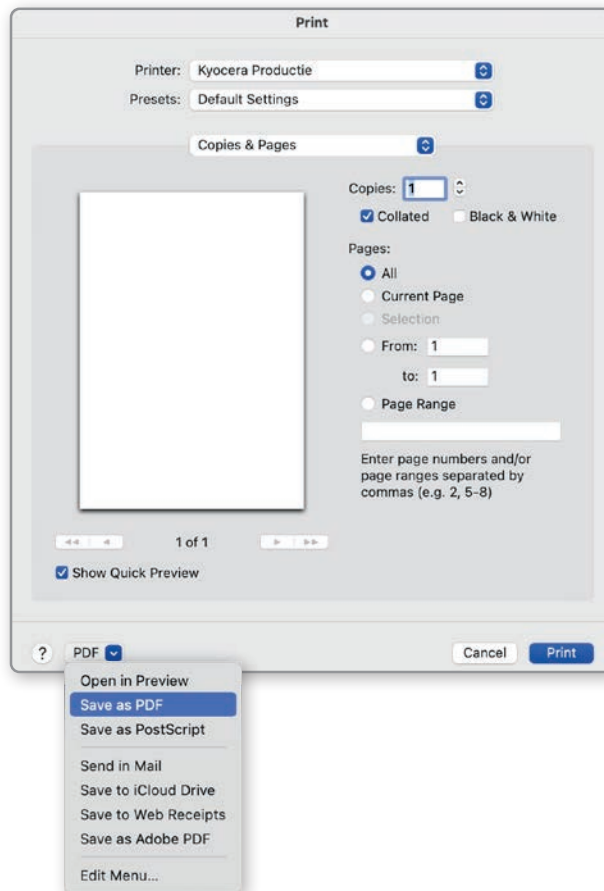 Print
Printer: Kyocera Productie
Presets: Default Settings
Copies & Pages
Copies: 1
Collated Black & White
Pages:
All
Current Page
Selection
From: 1
to: 1
Page Range
Enter page numbers and/or
page ranges separated by
commas (e.g. 2, 5-8)
1 of 1
Show Quick Preview
? PDF Cancel Print
Open in Preview
Save as PDF
Save as PostScript
Send in Mail
Save to iCloud Drive
Save to Web Receipts
Save as Adobe PDF
Edit Menu...